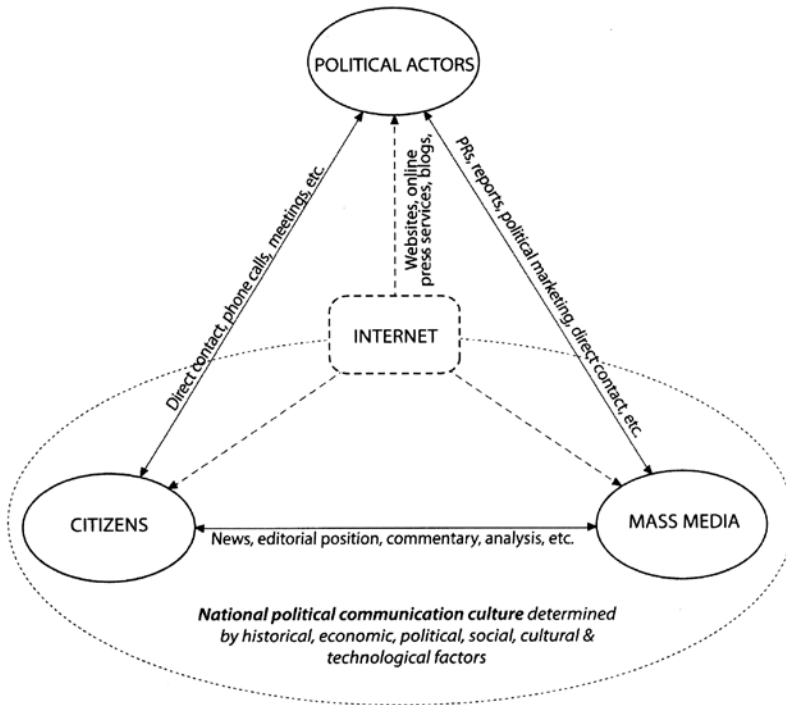 POLITICAL ACTORS
Direct contact, phone calls, meetings, etc.
Websites, online
press services, blogs,
PRs, reports, political marketing, direct contact, etc.
INTERNET
CITIZENS
MASS MEDIA
News, editorial position, commentary, analysis, etc.
National political communication culture determined
by historical, economic, political, social, cultural &
technological factors